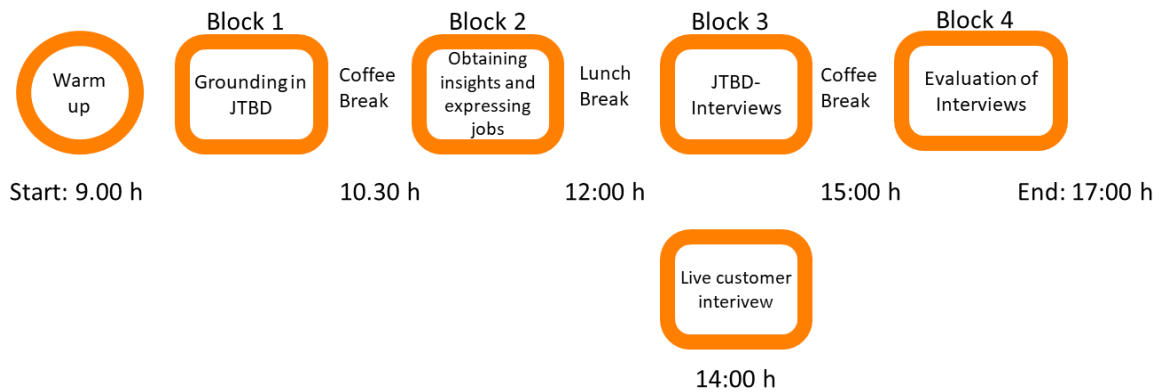 Block 1
Block 2
Block 3
Block 4
Warm
up
Grounding in
JTBD
Coffee
Break
Obtaining
insights and
expressing
jobs
Lunch
Break
JTBD-
Interviews
Coffee
Break
Evaluation of
Interviews
Start: 9.00 h
10.30 h
12:00 h
15:00 h
End: 17:00 h
Live customer
interivew
14:00 h